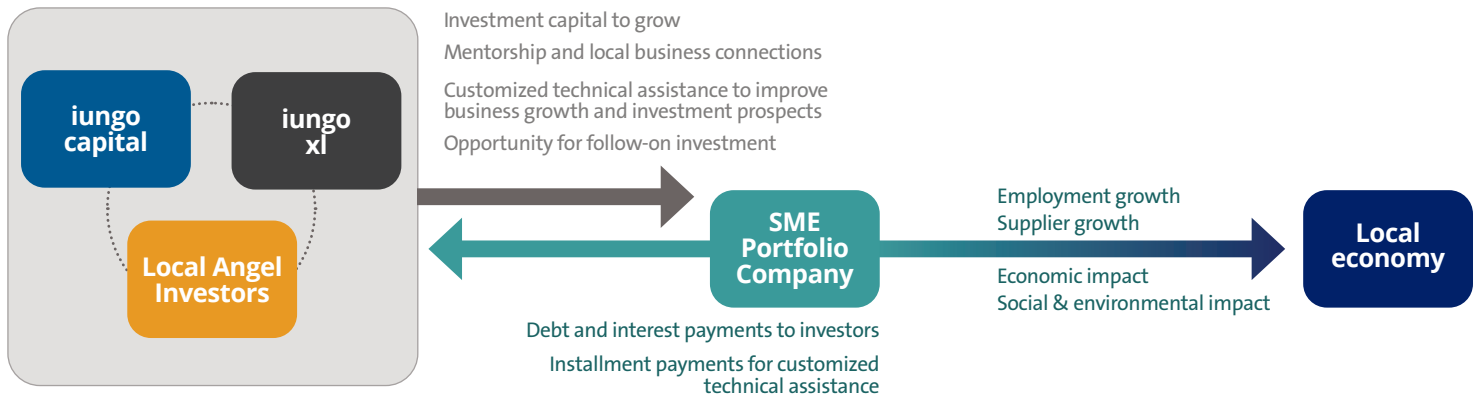 iungo
capital
iungo
xl
Local Angel
Investors
Investment capital to grow
Mentorship and local business connections
Customized technical assistance to improve
business growth and investment prospects
Opportunity for follow-on investment
SME
Portfolio
Company
Debt and interest payments to investors
Installment payments for customized
technical assistance
Employment growth
Supplier growth
Economic impact
Social & environmental impact
Local
economy